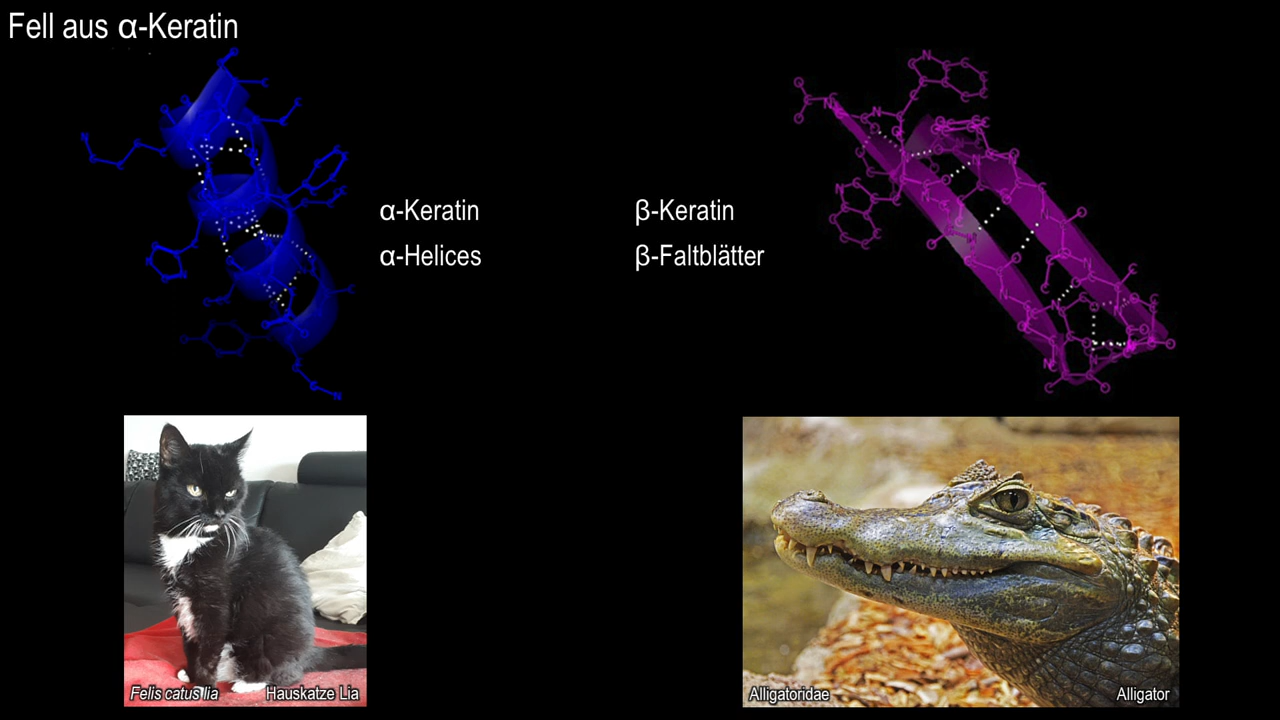 Fell aus α-Keratin
α-Keratin
α-Helices
β-Keratin
β-Faltblätter
Felis catus lia
Hauskatze Lia
Alligatoridae
Alligator